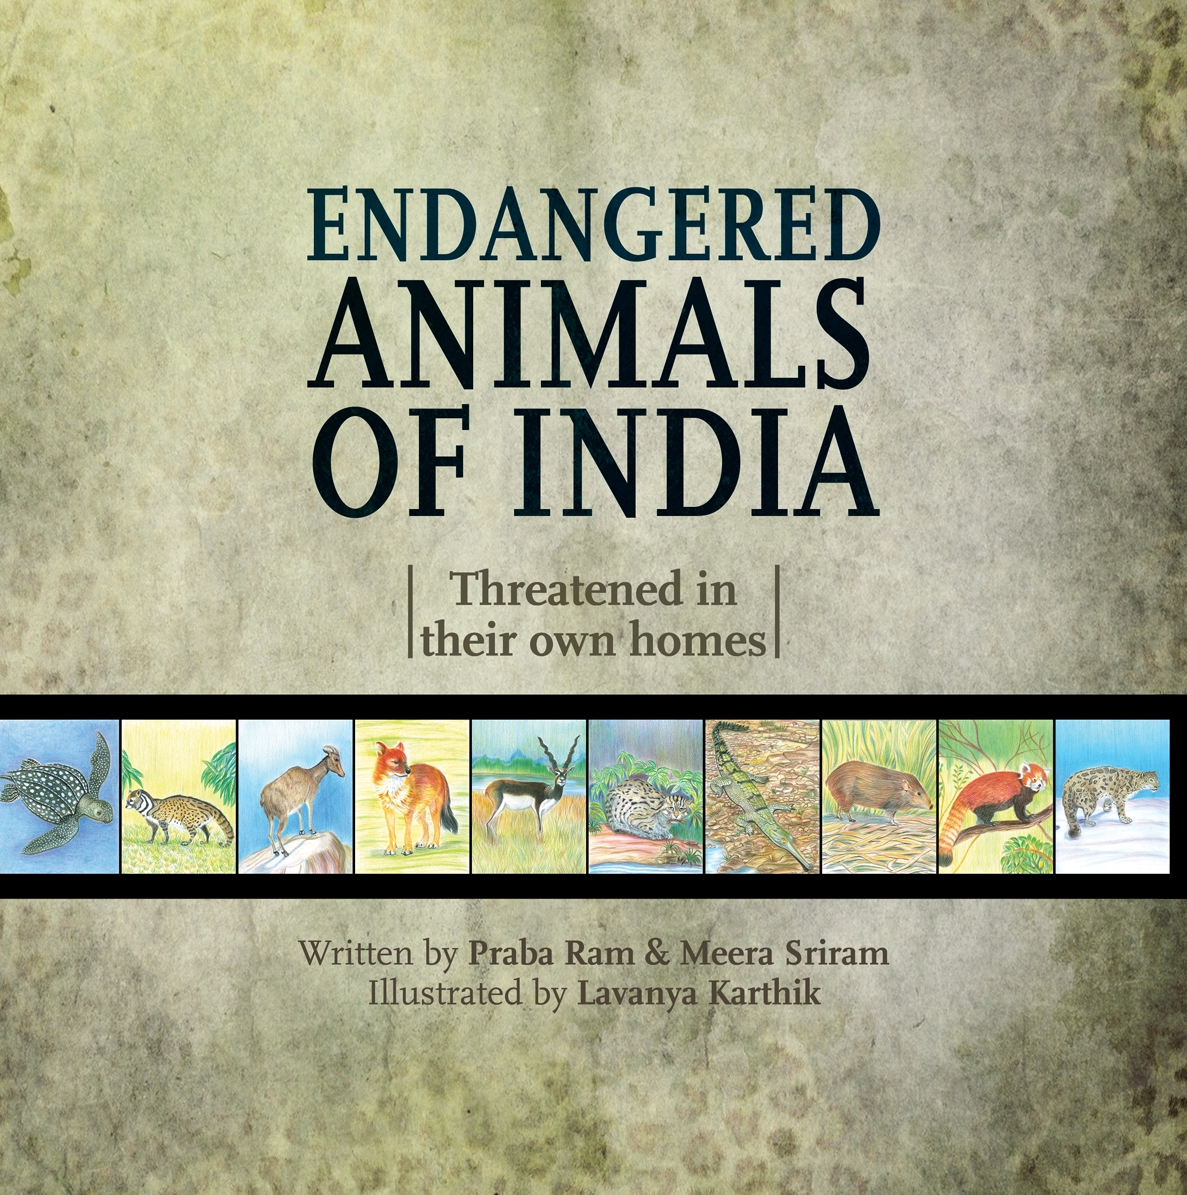 ENDANGERED
ANIMALS
OF INDIA
Threatened in
their own homes
Written by Praba Ram & Meera Sriram
Illustrated by Lavanya Karthik